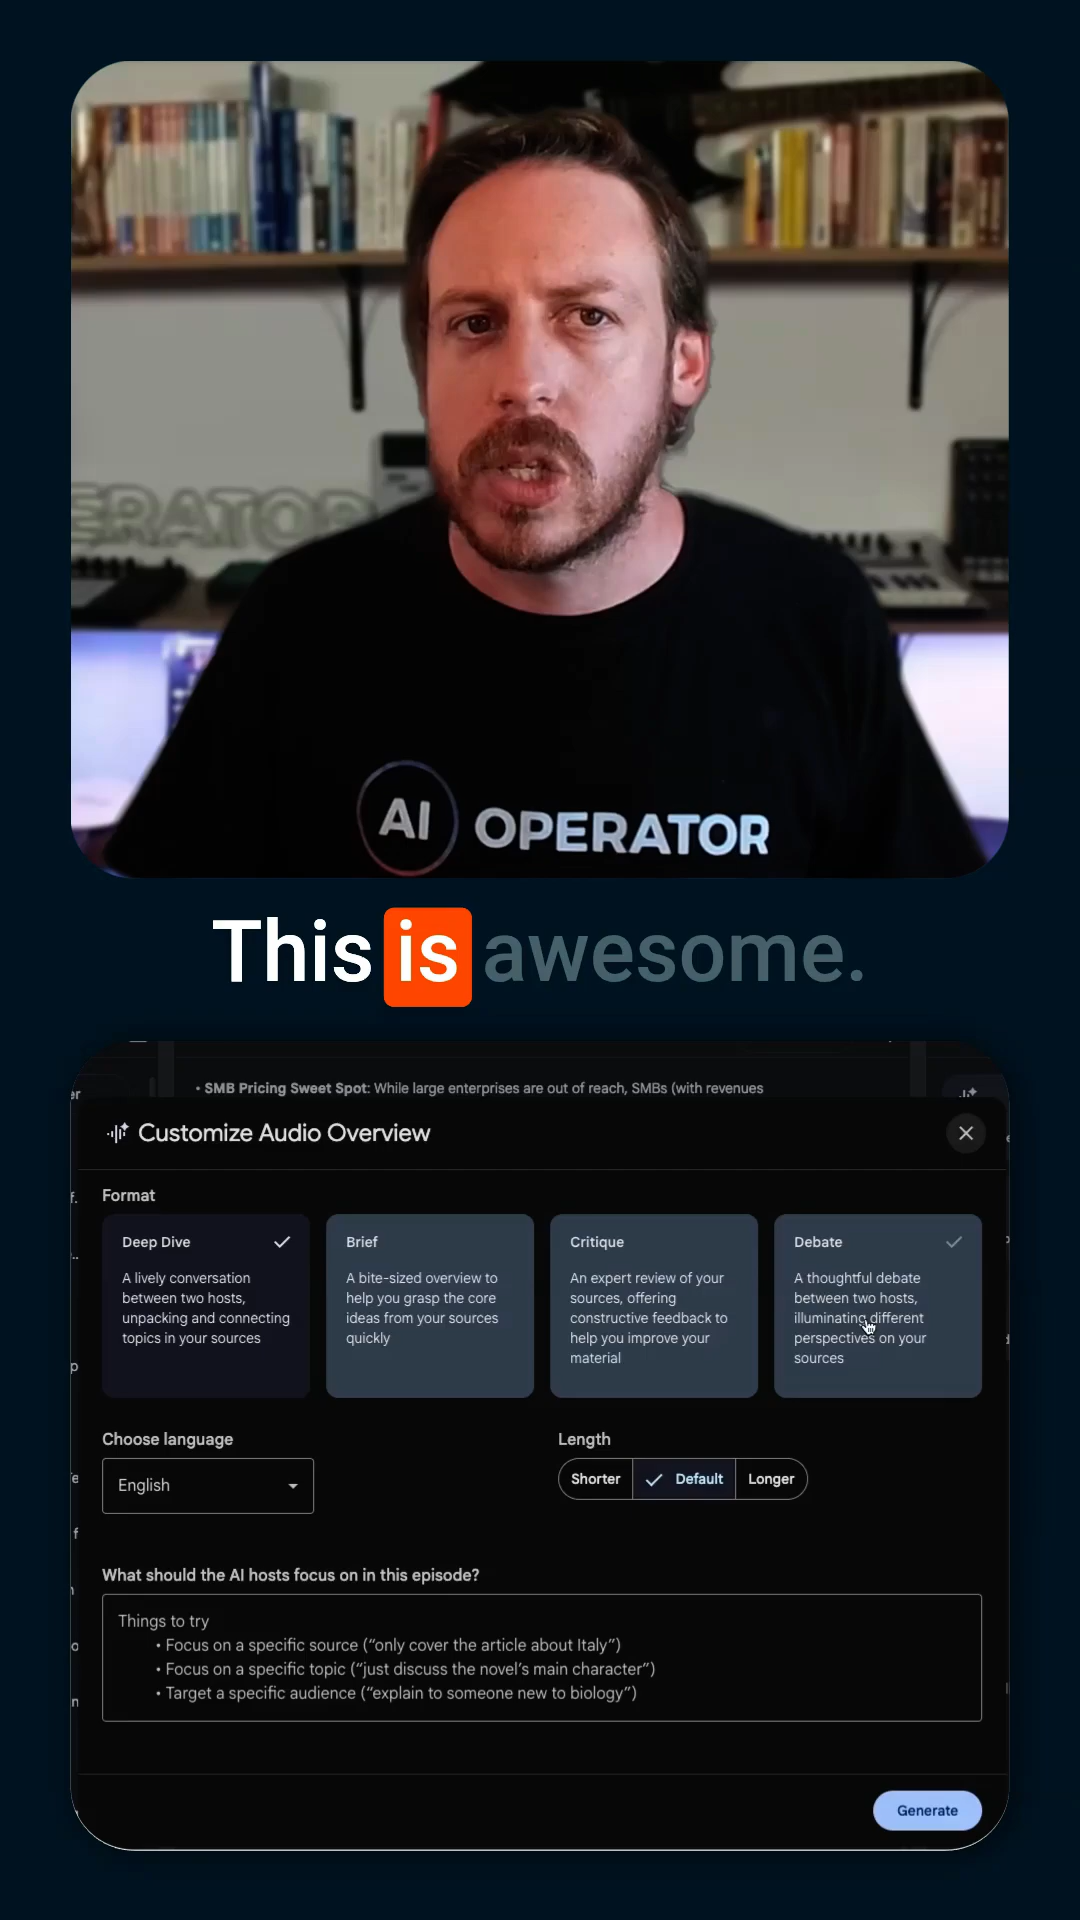 ERATOR
AI OPERATOR
This is awesome.
• SMB Pricing Sweet Spot: While large enterprises are out of reach, SMBs (with revenues
Customize Audio Overview
Format
Deep Dive
A lively conversation
between two hosts,
unpacking and connecting
topics in your sources
Brief
A bite-sized overview to
help you grasp the core
ideas from your sources
quickly
Critique
An expert review of your
sources, offering
constructive feedback to
help you improve your
material
Debate
A thoughtful debate
between two hosts,
illuminating different
perspectives on your
sources
Choose language
English
Length
Shorter
Default
Longer
What should the AI hosts focus on in this episode?
Things to try
• Focus on a specific source (“only cover the article about Italy”)
• Focus on a specific topic (“just discuss the novel’s main character”)
• Target a specific audience (“explain to someone new to biology”)
Generate